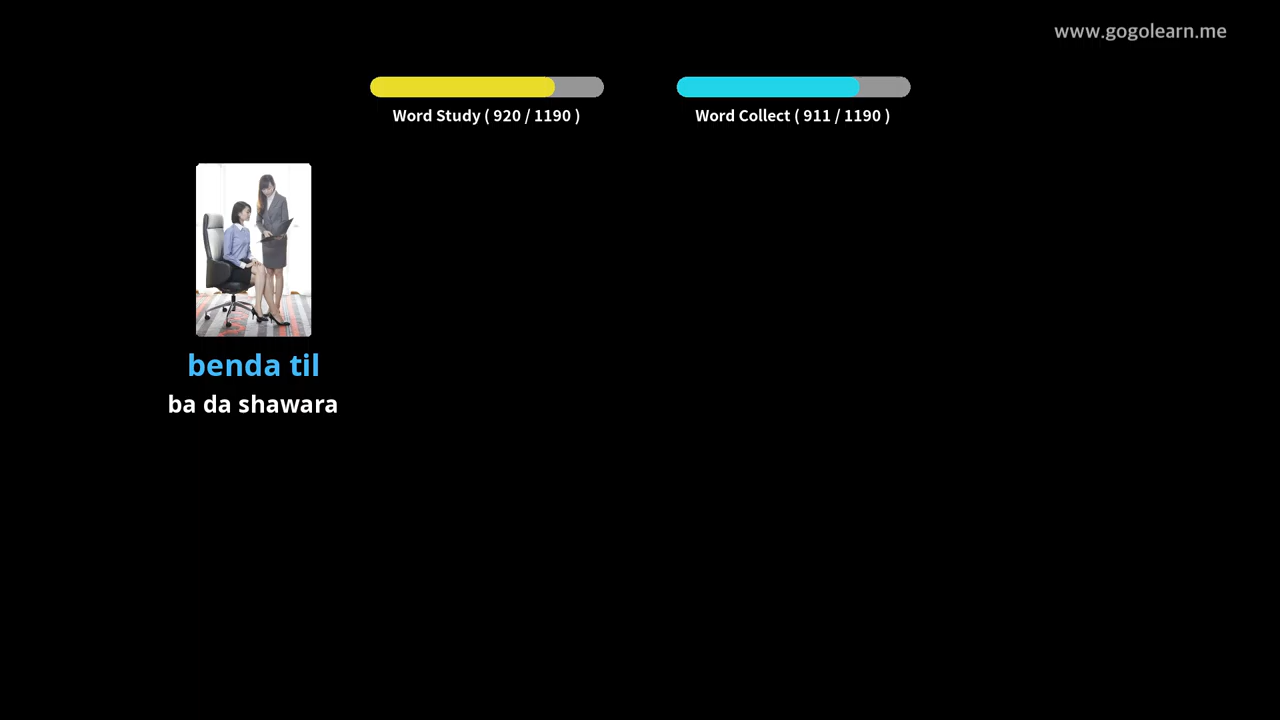 www.gogolearn.me
Word Study ( 920 / 1190 )
Word Collect ( 911 / 1190 )
benda til
ba da shawara